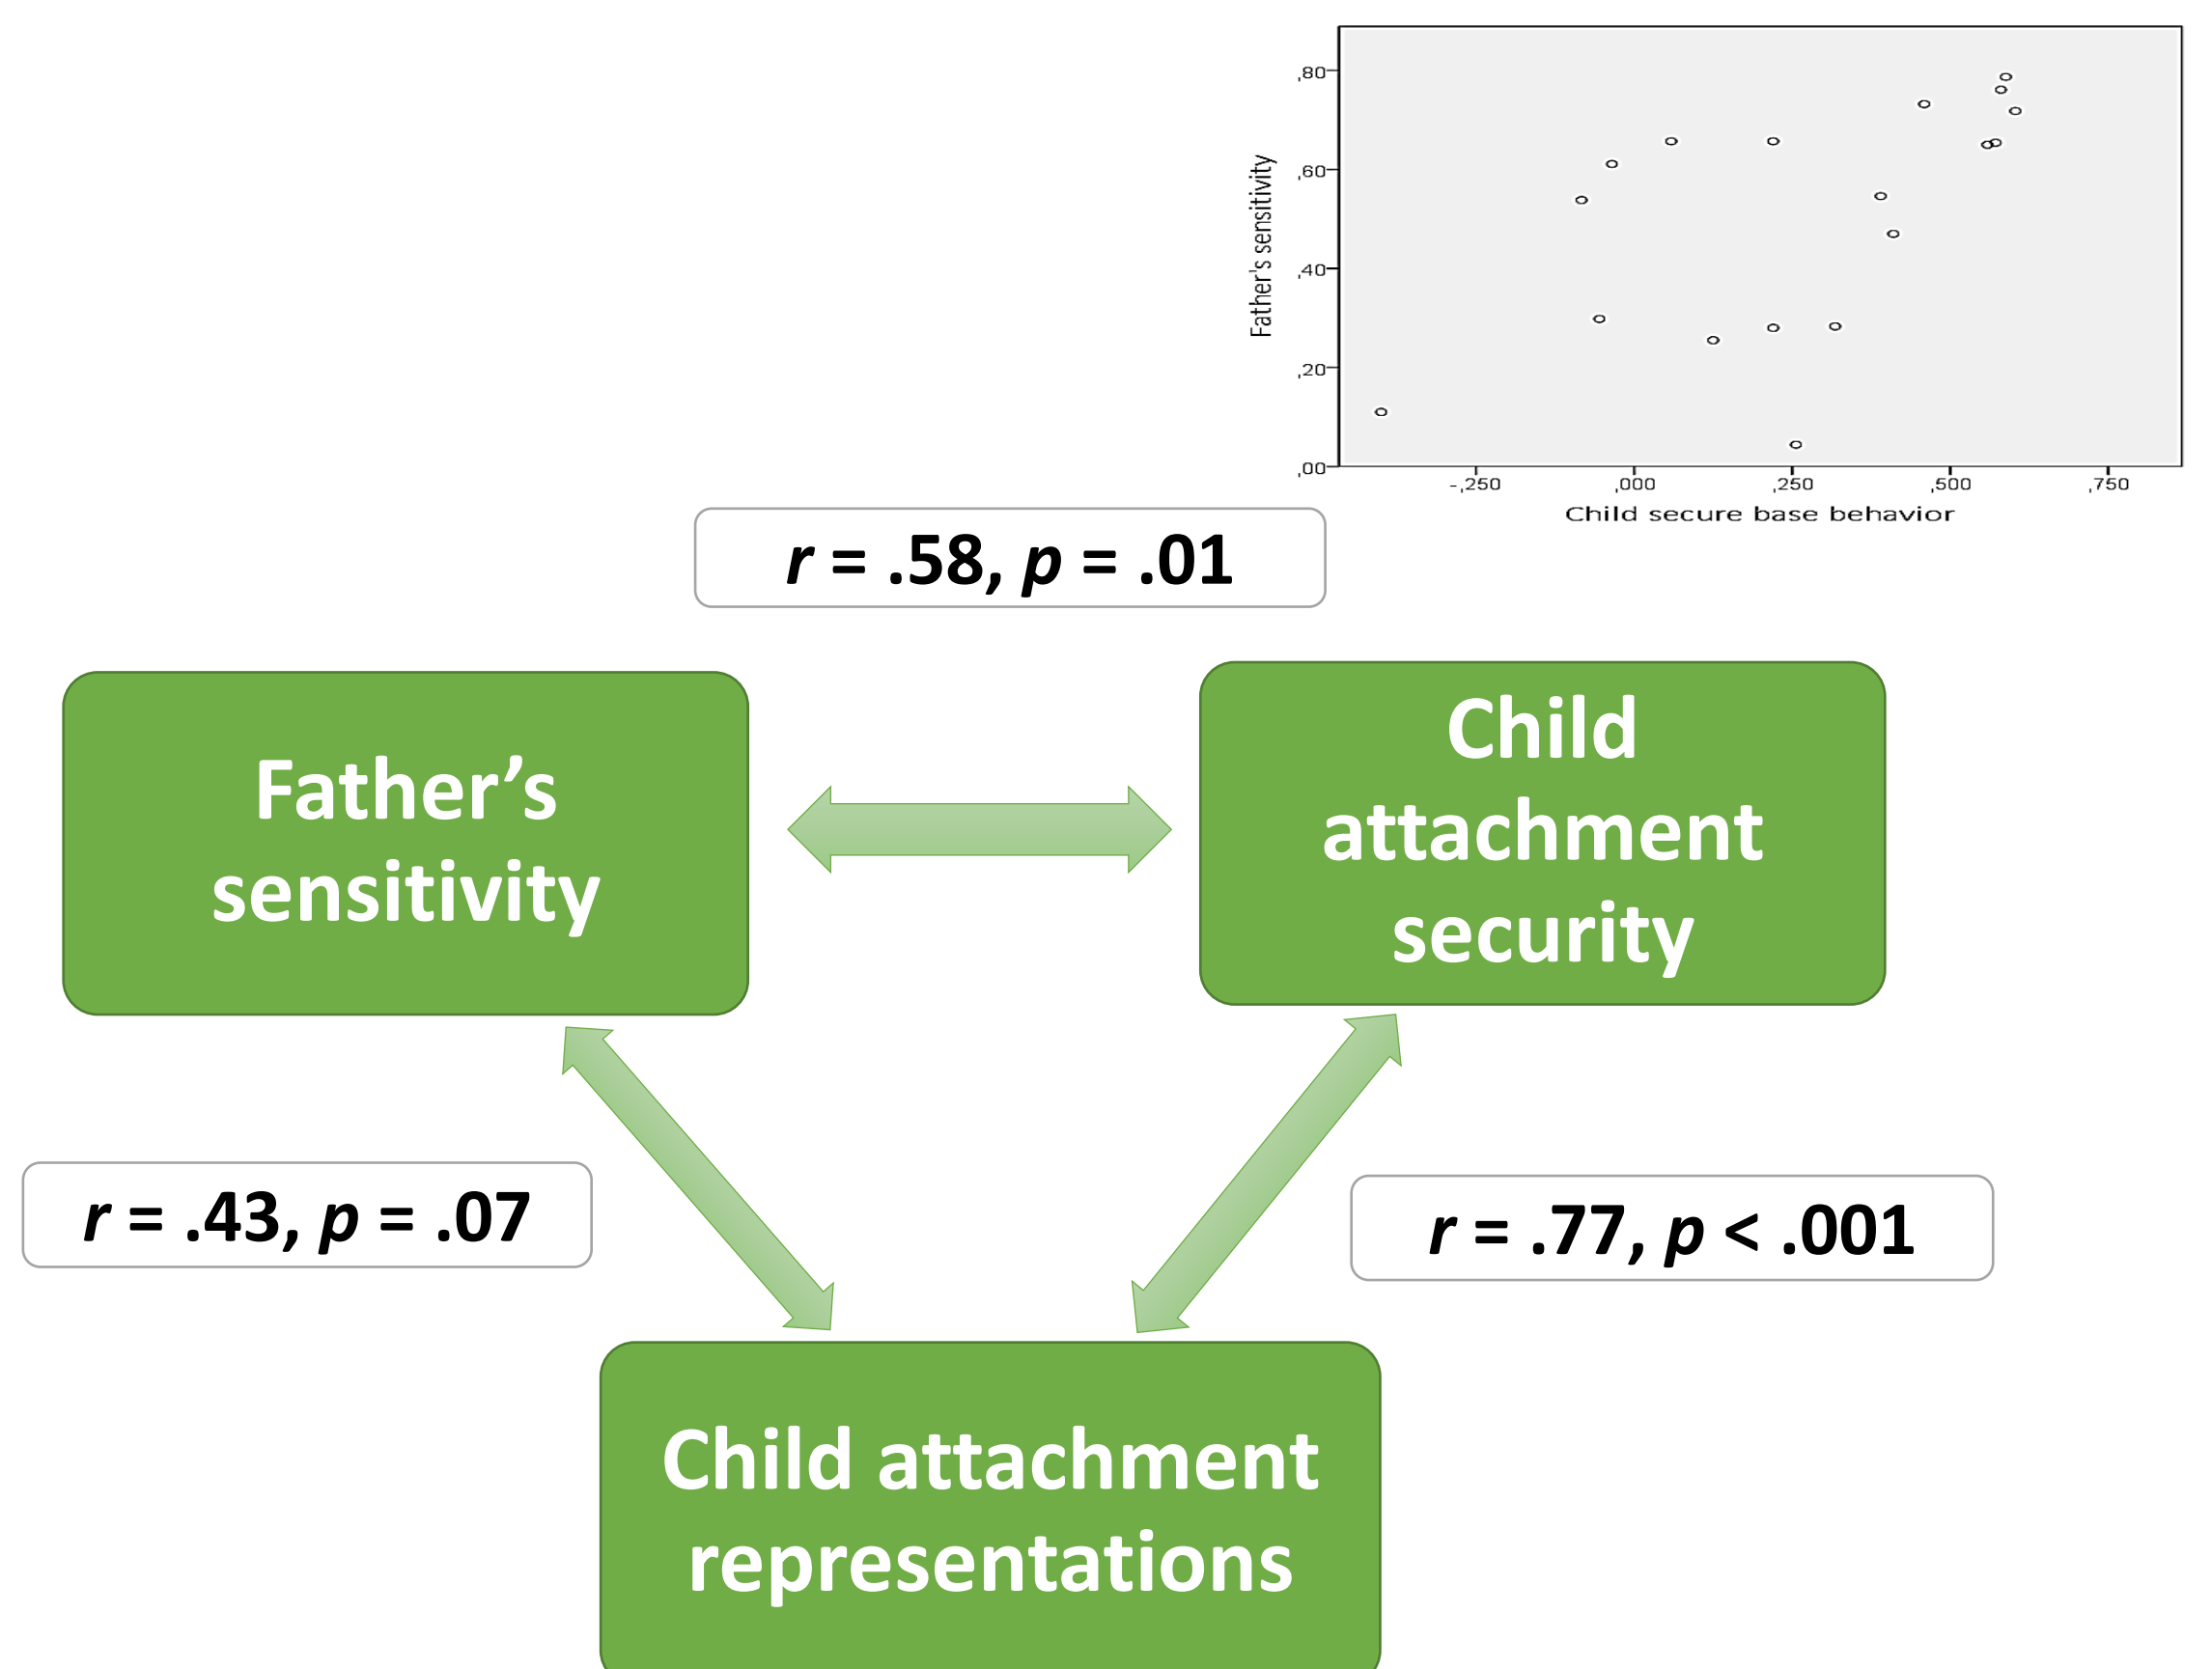 ,80
,60
,40
,20
,00
Father's sensitivity
-,250 ,000 ,250 ,500 ,750
Child secure base behavior
r = .58, p = .01
Father’s
sensitivity
Child
attachment
security
r = .43, p = .07
r = .77, p < .001
Child attachment
representations